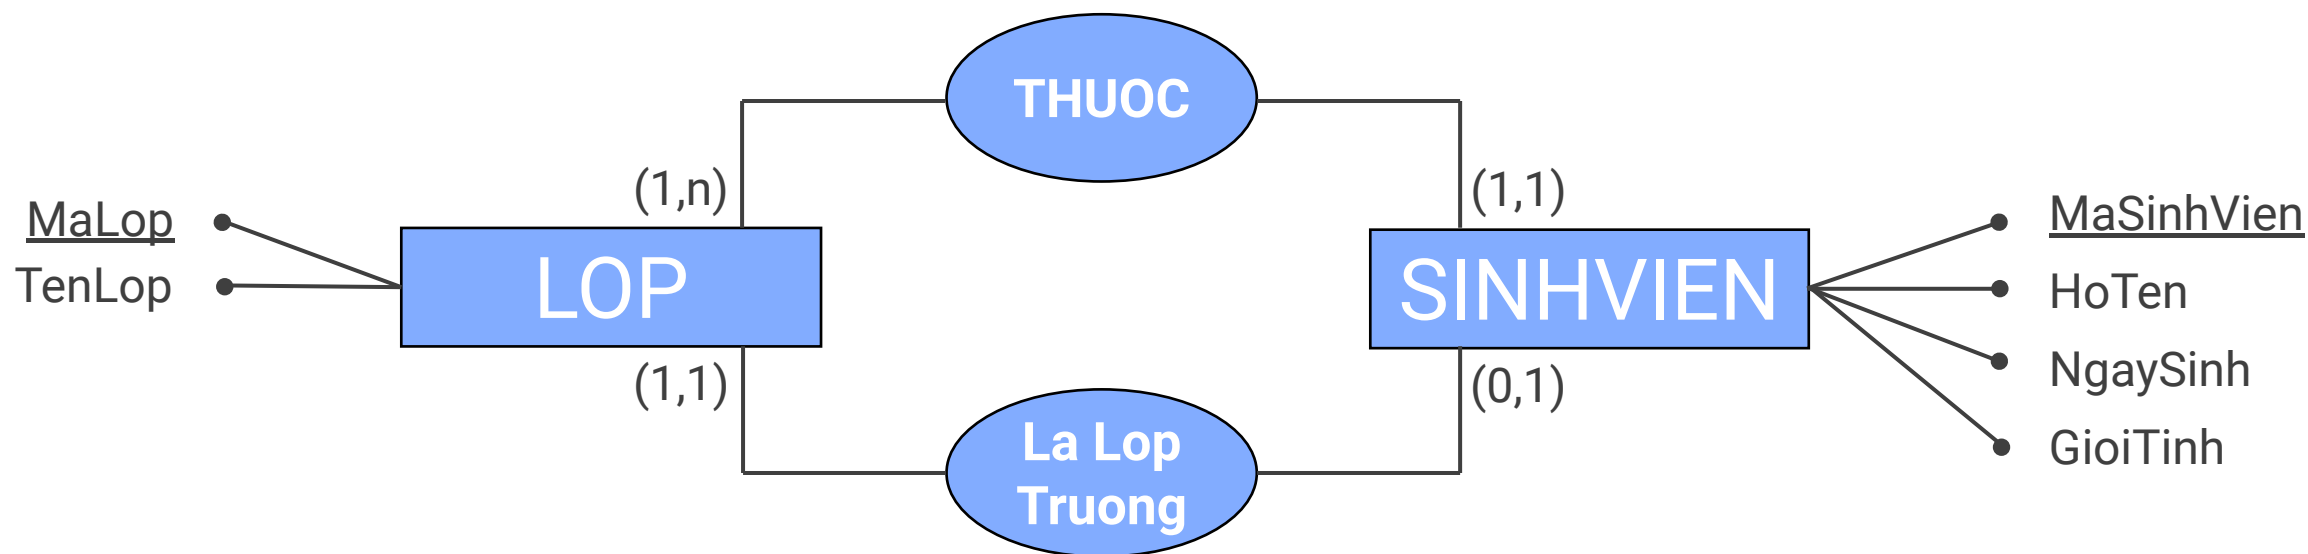 THUOC
(1,n)
(1,1)
MaLop
TenLop
LOP
SINHVIEN
MaSinhVien
HoTen
NgaySinh
GioiTinh
(1,1)
(0,1)
La Lop
Truong